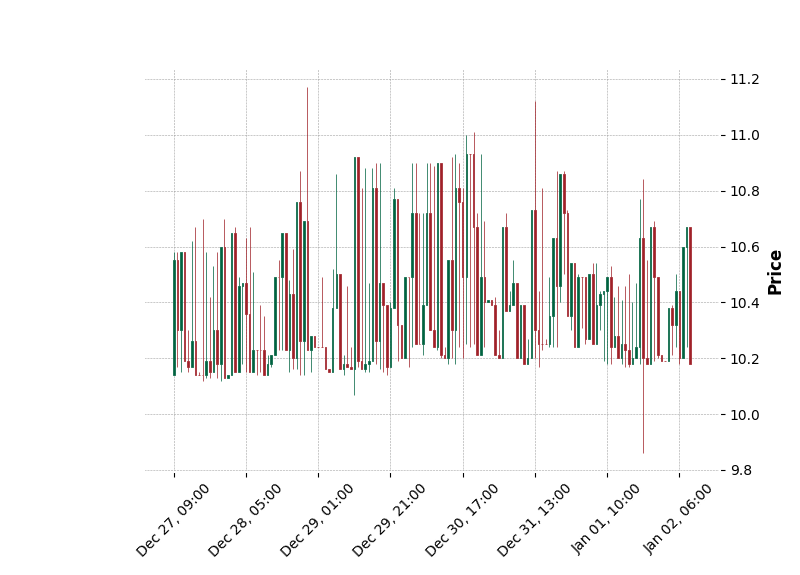 11.2
11.0
10.8
10.6
10.4
10.2
10.0
9.8
Price
Dec 27, 09:00
Dec 28, 05:00
Dec 29, 01:00
Dec 29, 21:00
Dec 30, 17:00
Dec 31, 13:00
Jan 01, 10:00
Jan 02, 06:00